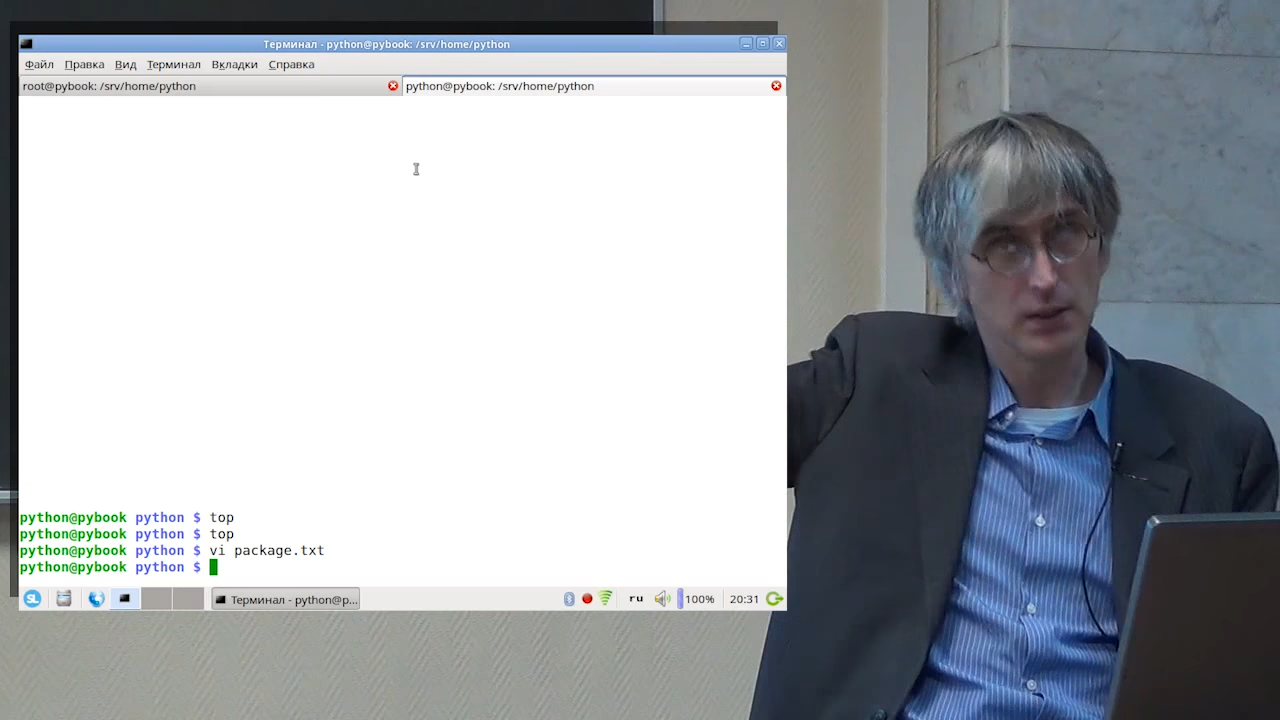 Терминал - python@pybook: /srv/home/python
Файл Правка Вид Терминал Вкладки Справка
root@pybook: /srv/home/python python@pybook: /srv/home/python
python@pybook python $ top
python@pybook python $ top
python@pybook python $ vi package.txt
python@pybook python $
SL Терминал - python@p... ru 100% 20:31